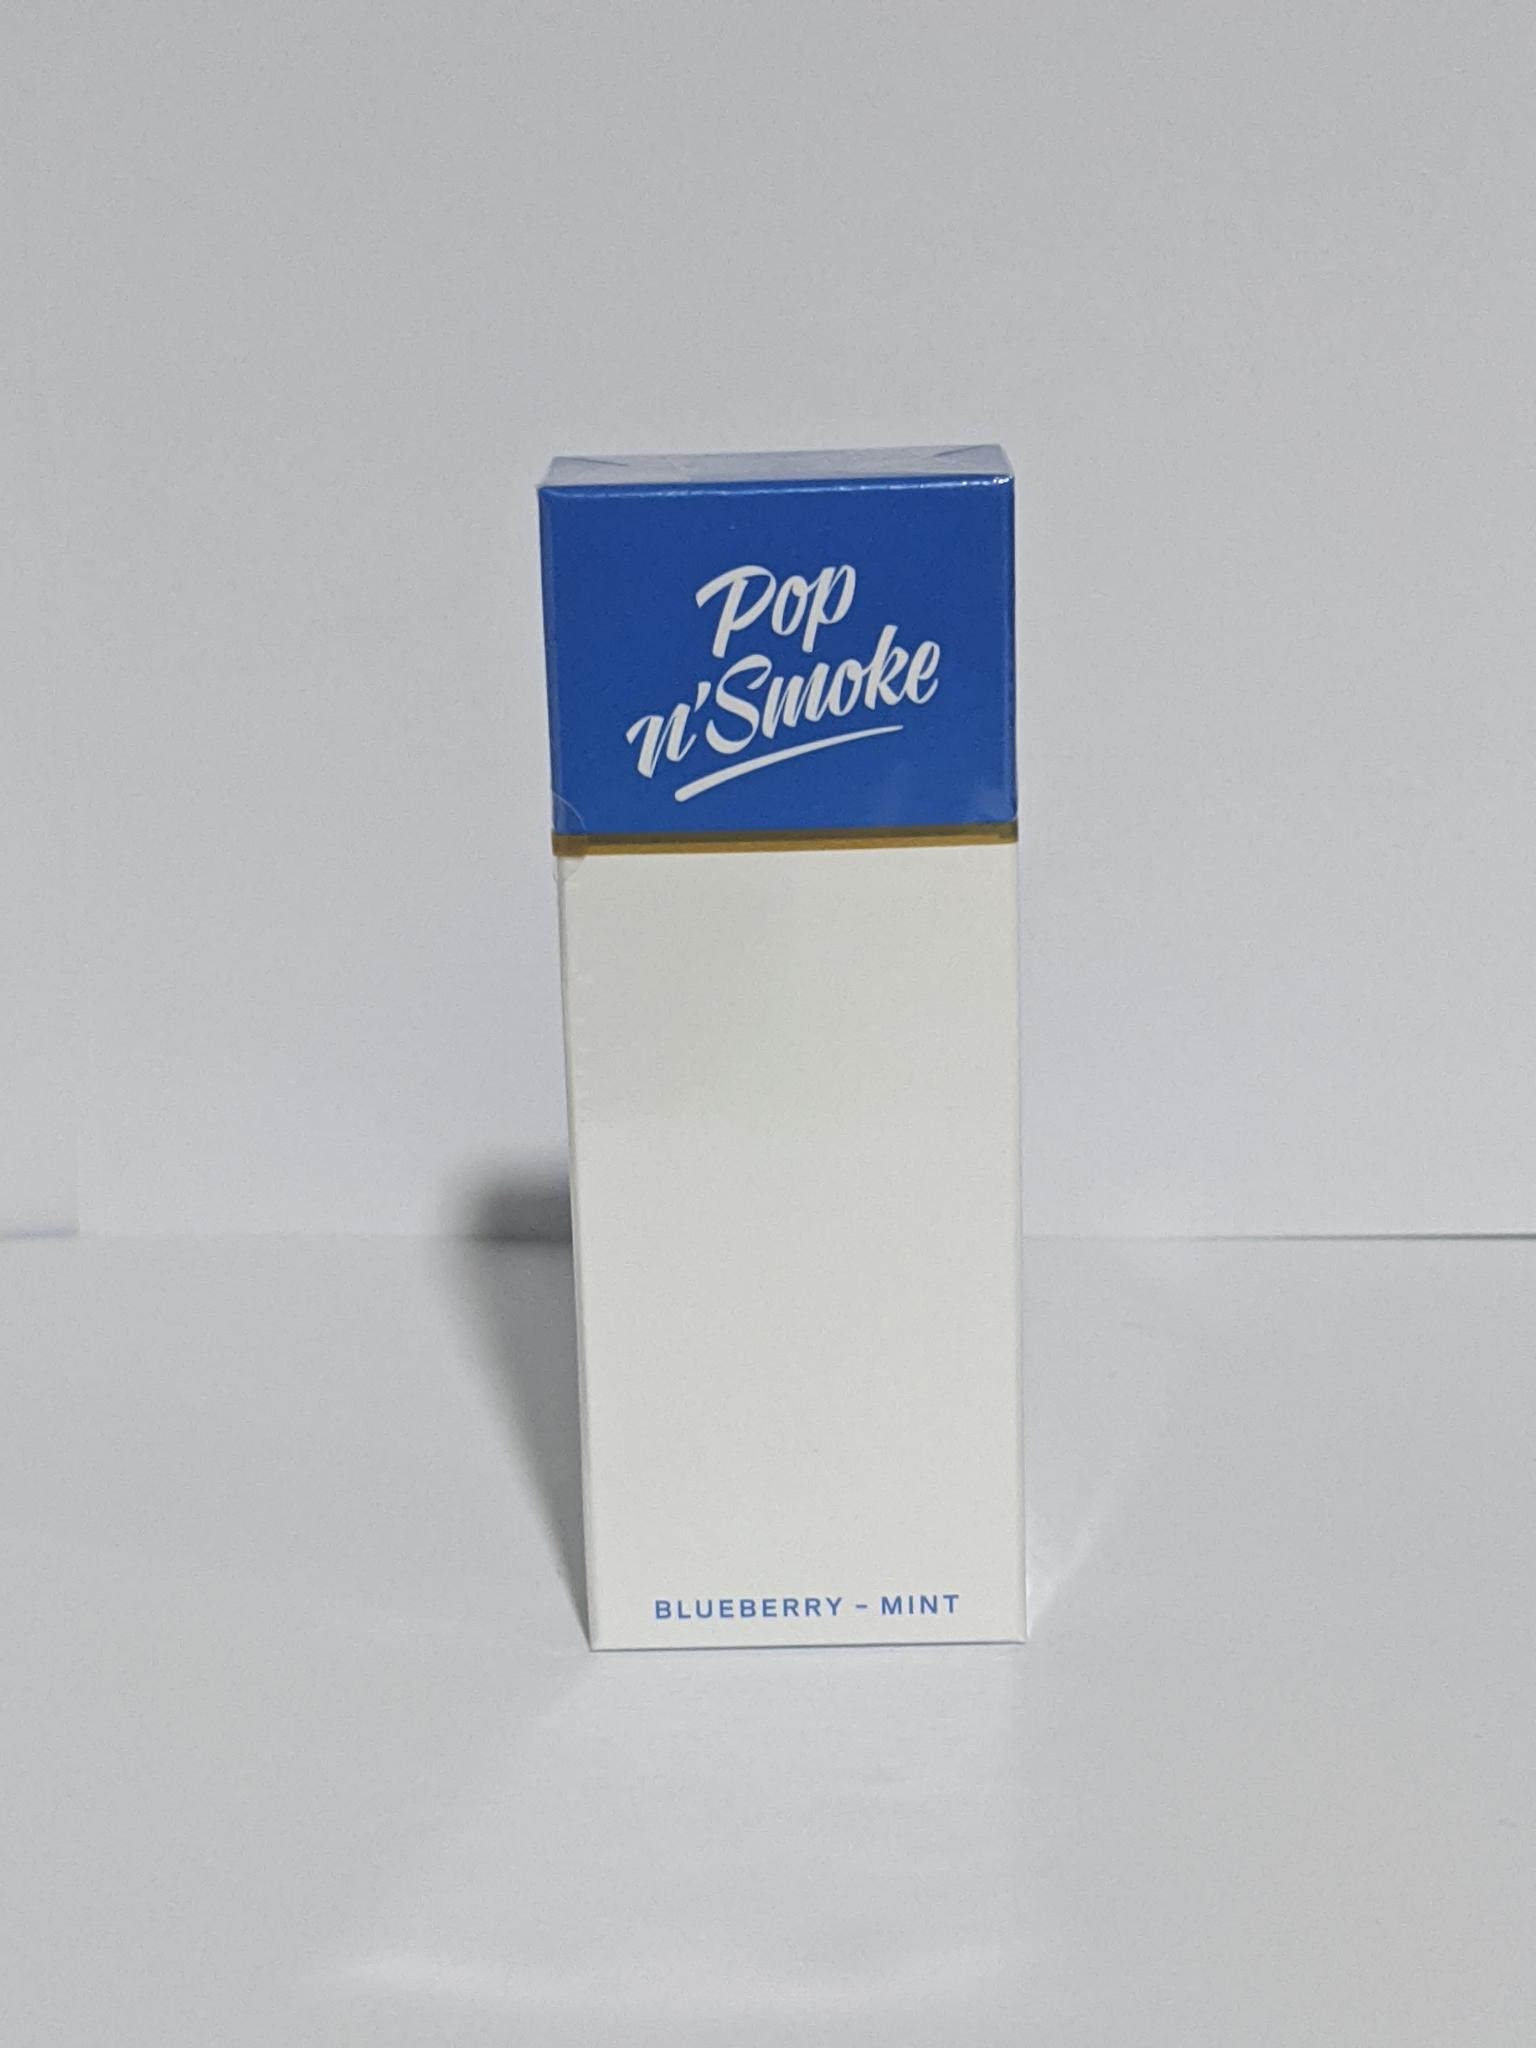 Pop
n'Smoke
BLUEBERRY - MINT